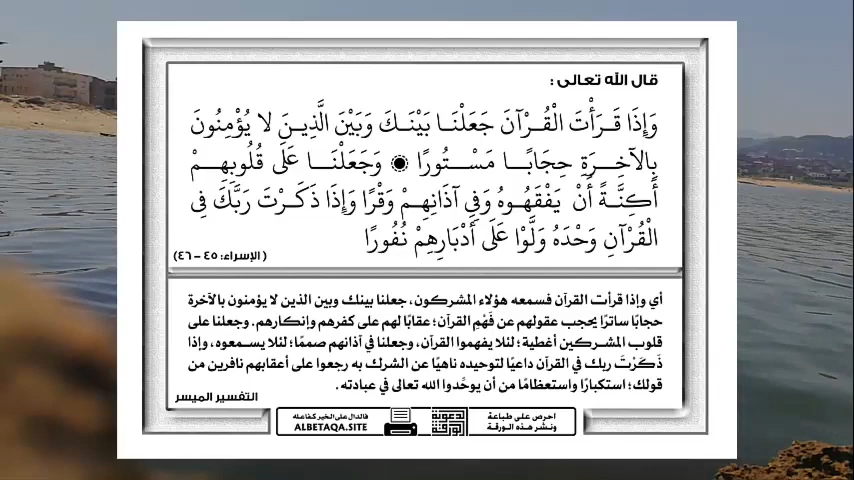 قال الله تعالى :
وَإِذَا قَرَأْتَ الْقُرْآنَ جَعَلْنَا بَيْنَكَ وَبَيْنَ الَّذِينَ لا يُؤْمِنُونَ
بِالآخِرَةِ حِجَابًا مَسْتُورًا ۝ وَجَعَلْنَا عَلَى قُلُوبِهِمْ
أَكِنَّةً أَنْ يَفْقَهُوهُ وَفِي آذَانِهِمْ وَقْرًا وَإِذَا ذَكَرْتَ رَبَّكَ فِي
الْقُرْآنِ وَحْدَهُ وَلَّوْا عَلَى أَدْبَارِهِمْ نُفُورًا
(الإسراء: ٤٥ – ٤٦)
أي وإذا قرأت القرآن فسمعه هؤلاء المشركون، جعلنا بينك وبين الذين لا يؤمنون بالآخرة
حجابًا ساترًا يحجب عقولهم عن فَهْمِ القرآن؛ عقابًا لهم على كفرهم وإنكارهم. وجعلنا على
قلوب المشركين أغطية؛ لئلا يفهموا القرآن، وجعلنا في آذانهم صممًا؛ لئلا يسمعوه، وإذا
ذَكَرْتَ ربك في القرآن داعيًا لتوحيده ناهيًا عن الشرك به رجعوا على أعقابهم نافرين من
قولك؛ استكبارًا واستعظامًا من أن يوحِّدوا الله تعالى في عبادته.
التفسير الميسر
احرص على طباعة
ونشر هذه الورقة
الدعوية
الورقة
فالدال على الخير كفاعله
ALBETAQA.SITE